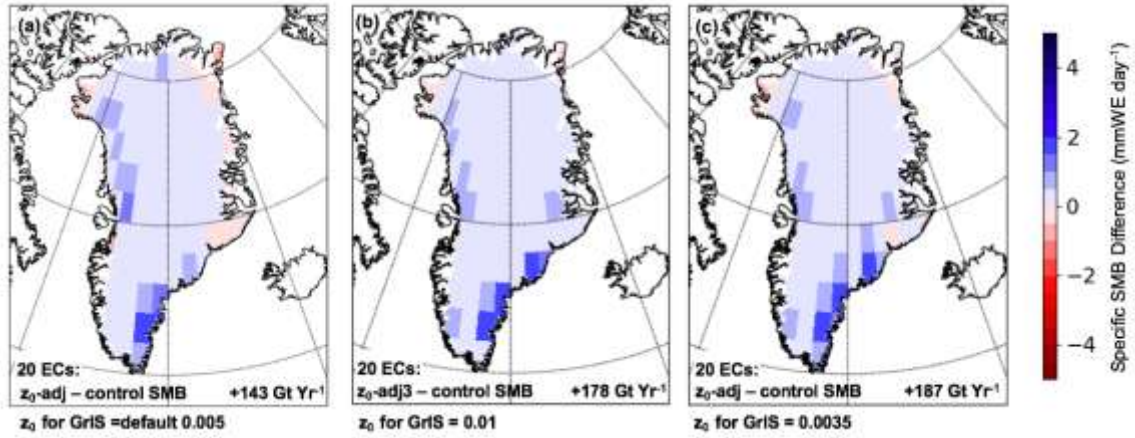 (a)
20 ECs:
z₀-adj – control SMB +143 Gt Yr⁻¹
z₀ for GrIS =default 0.005
(b)
20 ECs:
z₀-adj3 – control SMB +178 Gt Yr⁻¹
z₀ for GrIS = 0.01
(c)
20 ECs:
z₀-adj – control SMB +187 Gt Yr⁻¹
z₀ for GrIS = 0.0035
4
2
0
−2
−4
Specific SMB Difference (mmWE day⁻¹)